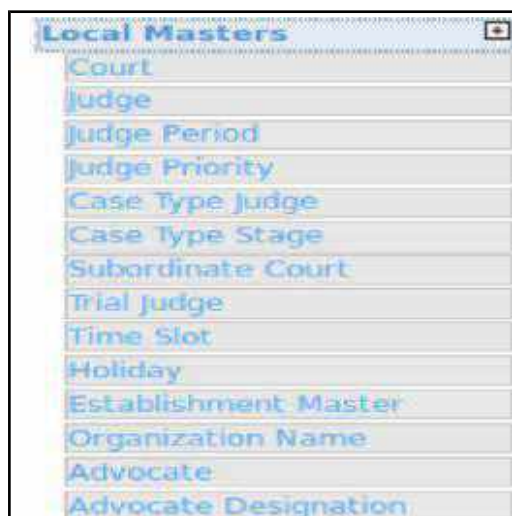 Local Masters
Court
Judge
Judge Period
Judge Priority
Case Type Judge
Case Type Stage
Subordinate Court
Trial Judge
Time Slot
Holiday
Establishment Master
Organization Name
Advocate
Advocate Designation